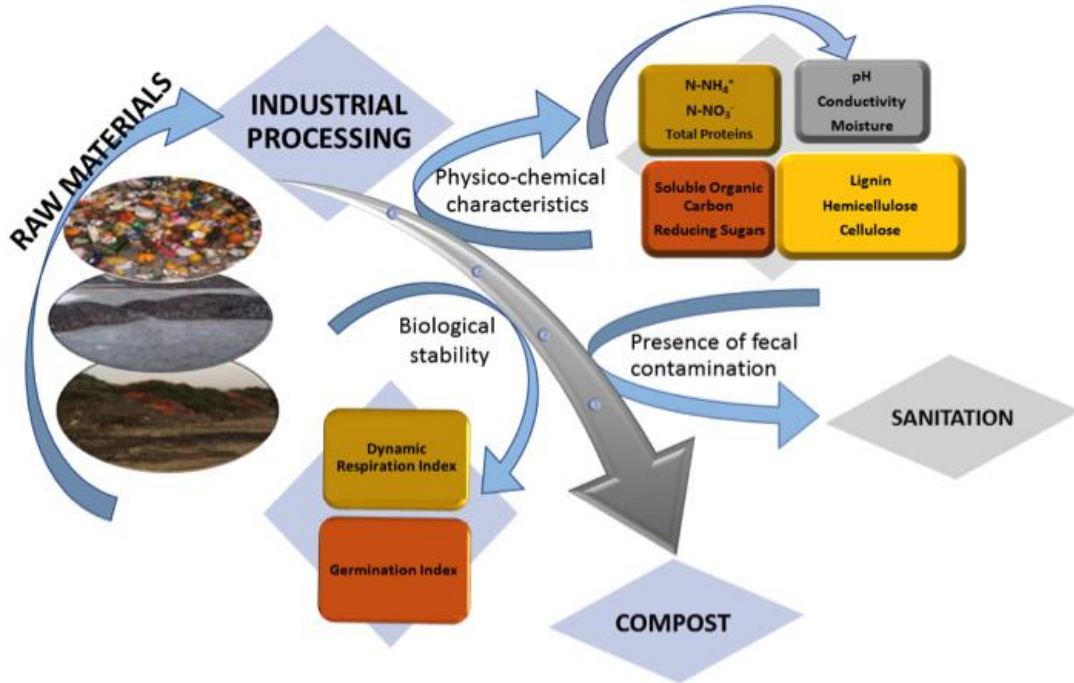 RAW MATERIALS
INDUSTRIAL
PROCESSING
Physico-chemical
characteristics
N-NH₄⁺
N-NO₃⁻
Total Proteins
pH
Conductivity
Moisture
Soluble Organic
Carbon
Reducing Sugars
Lignin
Hemicellulose
Cellulose
Biological
stability
Presence of fecal
contamination
SANITATION
Dynamic
Respiration Index
Germination Index
COMPOST